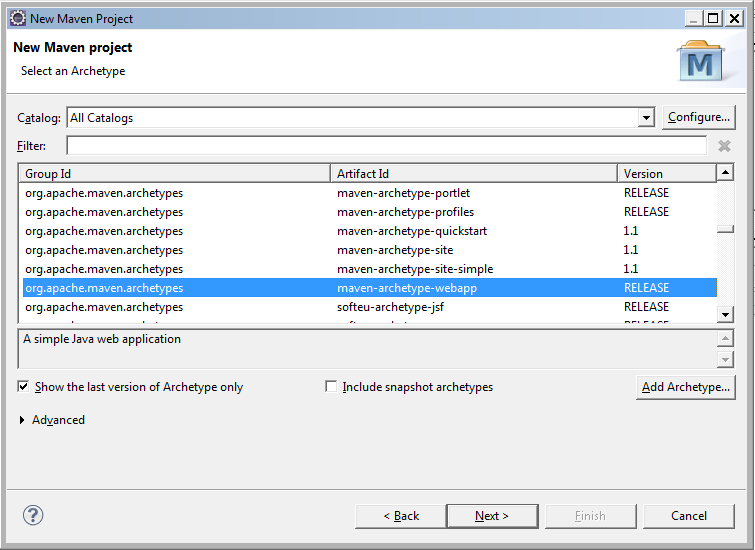 New Maven Project
New Maven project
Select an Archetype
M
Catalog: All Catalogs Configure...
Filter:
Group Id Artifact Id Version
org.apache.maven.archetypes maven-archetype-portlet RELEASE
org.apache.maven.archetypes maven-archetype-profiles RELEASE
org.apache.maven.archetypes maven-archetype-quickstart 1.1
org.apache.maven.archetypes maven-archetype-site 1.1
org.apache.maven.archetypes maven-archetype-site-simple 1.1
org.apache.maven.archetypes maven-archetype-webapp RELEASE
org.apache.maven.archetypes softeu-archetype-jsf RELEASE
A simple Java web application
Show the last version of Archetype only Include snapshot archetypes Add Archetype...
Advanced
? < Back Next > Finish Cancel